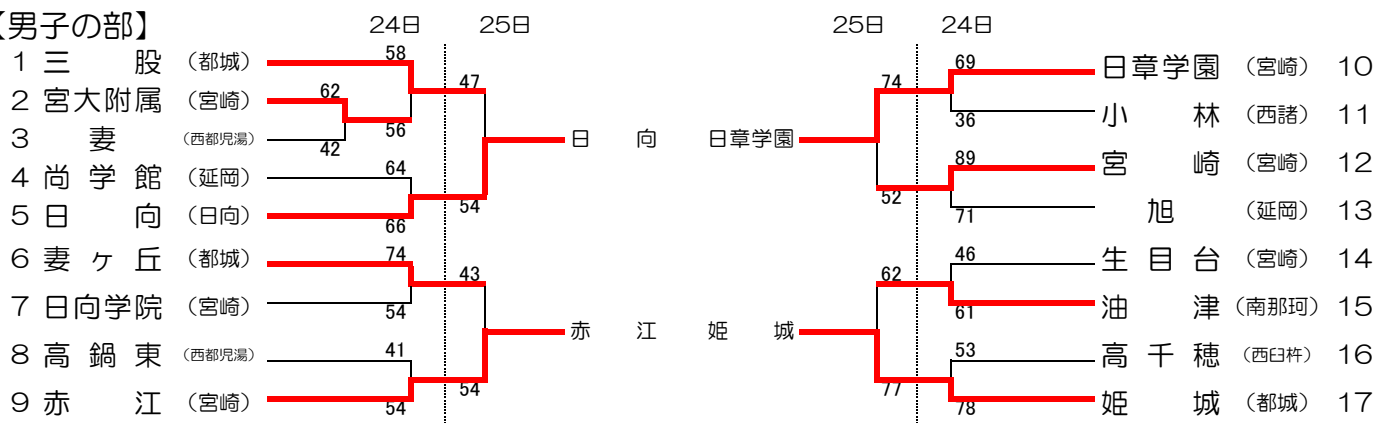 【男子の部】 24日 25日 25日 24日
1 三股 (都城) 58 69 日章学園 (宮崎) 10
47 74
2 宮大附属 (宮崎) 62 36 小林 (西諸) 11
56
3 妻 (西都児湯) 42 日向 日章学園
4 尚学館 (延岡) 64 89 宮崎 (宮崎) 12
54 52
5 日向 (日向) 66 71 旭 (延岡) 13
6 妻ヶ丘 (都城) 74 46 生目台 (宮崎) 14
43 62
7 日向学院 (宮崎) 54 61 油津 (南那珂) 15
赤江 姫城
8 高鍋東 (西都児湯) 41 53 高千穂 (西臼杵) 16
54 77
9 赤江 (宮崎) 54 78 姫城 (都城) 17